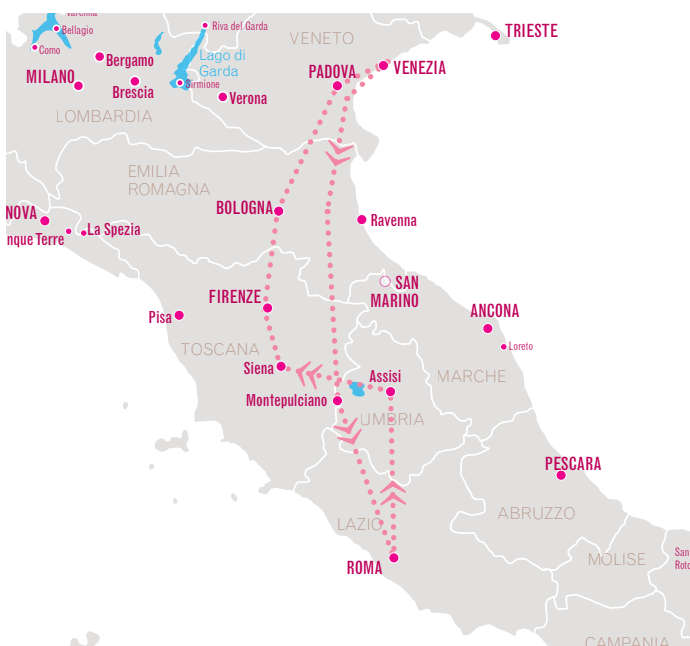 Varenna
Bellagio
Como
Riva del Garda
TRIESTE
VENETO
Bergamo
Lago di
Garda
PADOVA
VENEZIA
MILANO
Brescia
Sirmione
Verona
LOMBARDIA
EMILIA
ROMAGNA
NOVA
BOLOGNA
Ravenna
La Spezia
nque Terre
SAN
MARINO
FIRENZE
Pisa
ANCONA
TOSCANA
Loreto
Siena
Assisi
MARCHE
Montepulciano
UMBRIA
PESCARA
LAZIO
ABRUZZO
ROMA
MOLISE
San
Roto
CAMPANIA